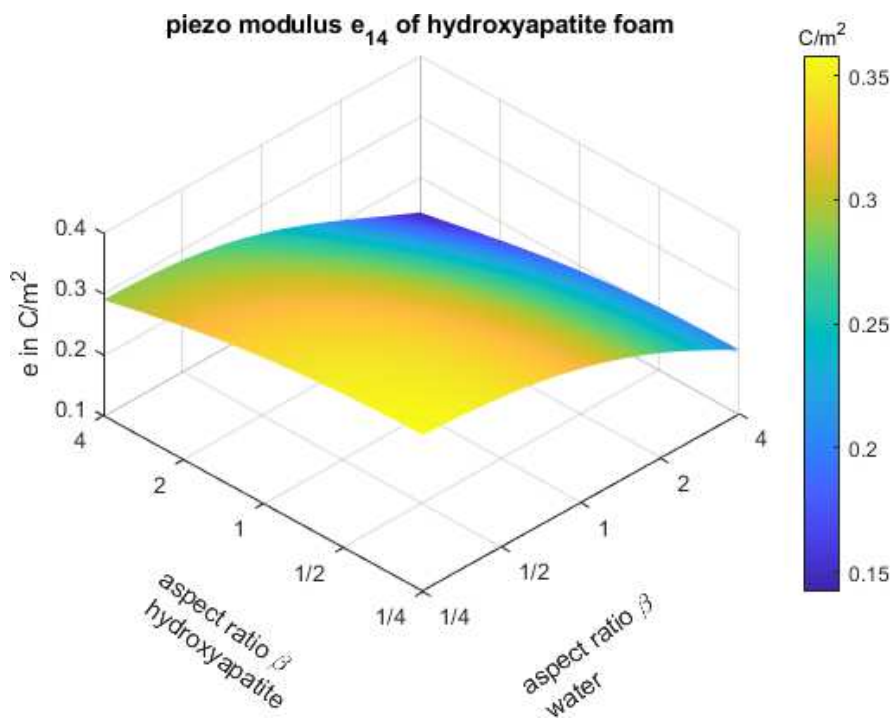 piezo modulus e₁₄ of hydroxyapatite foam
C/m²
0.35
0.3
0.25
0.2
0.15
0.4
0.3
0.2
0.1
e in C/m²
4
2
1
1/2
1/4
1/4
1/2
1
2
4
aspect ratio β
hydroxyapatite
aspect ratio β
water